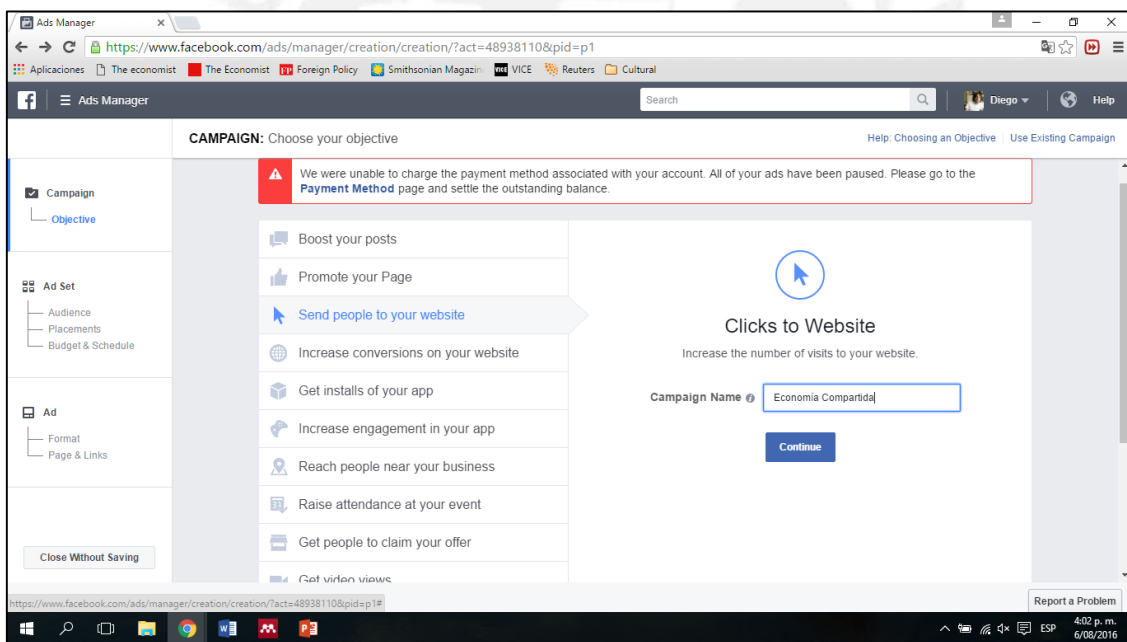 Ads Manager
https://www.facebook.com/ads/manager/creation/creation/?act=48938110&pid=p1
Aplicaciones The economist The Economist FP Foreign Policy Smithsonian Magazin VICE VICE Reuters Cultural
Ads Manager Search Diego Help
CAMPAIGN: Choose your objective Help: Choosing an Objective Use Existing Campaign
We were unable to charge the payment method associated with your account. All of your ads have been paused. Please go to the
Payment Method page and settle the outstanding balance.
Campaign
Objective
Ad Set
Audience
Placements
Budget & Schedule
Ad
Format
Page & Links
Close Without Saving
Boost your posts
Promote your Page
Send people to your website
Increase conversions on your website
Get installs of your app
Increase engagement in your app
Reach people near your business
Raise attendance at your event
Get people to claim your offer
Get video views
Clicks to Website
Increase the number of visits to your website.
Campaign Name Economía Compartida
Continue
https://www.facebook.com/ads/manager/creation/creation/?act=48938110&pid=p1#
Report a Problem
ESP 4:02 p. m.
6/08/2016